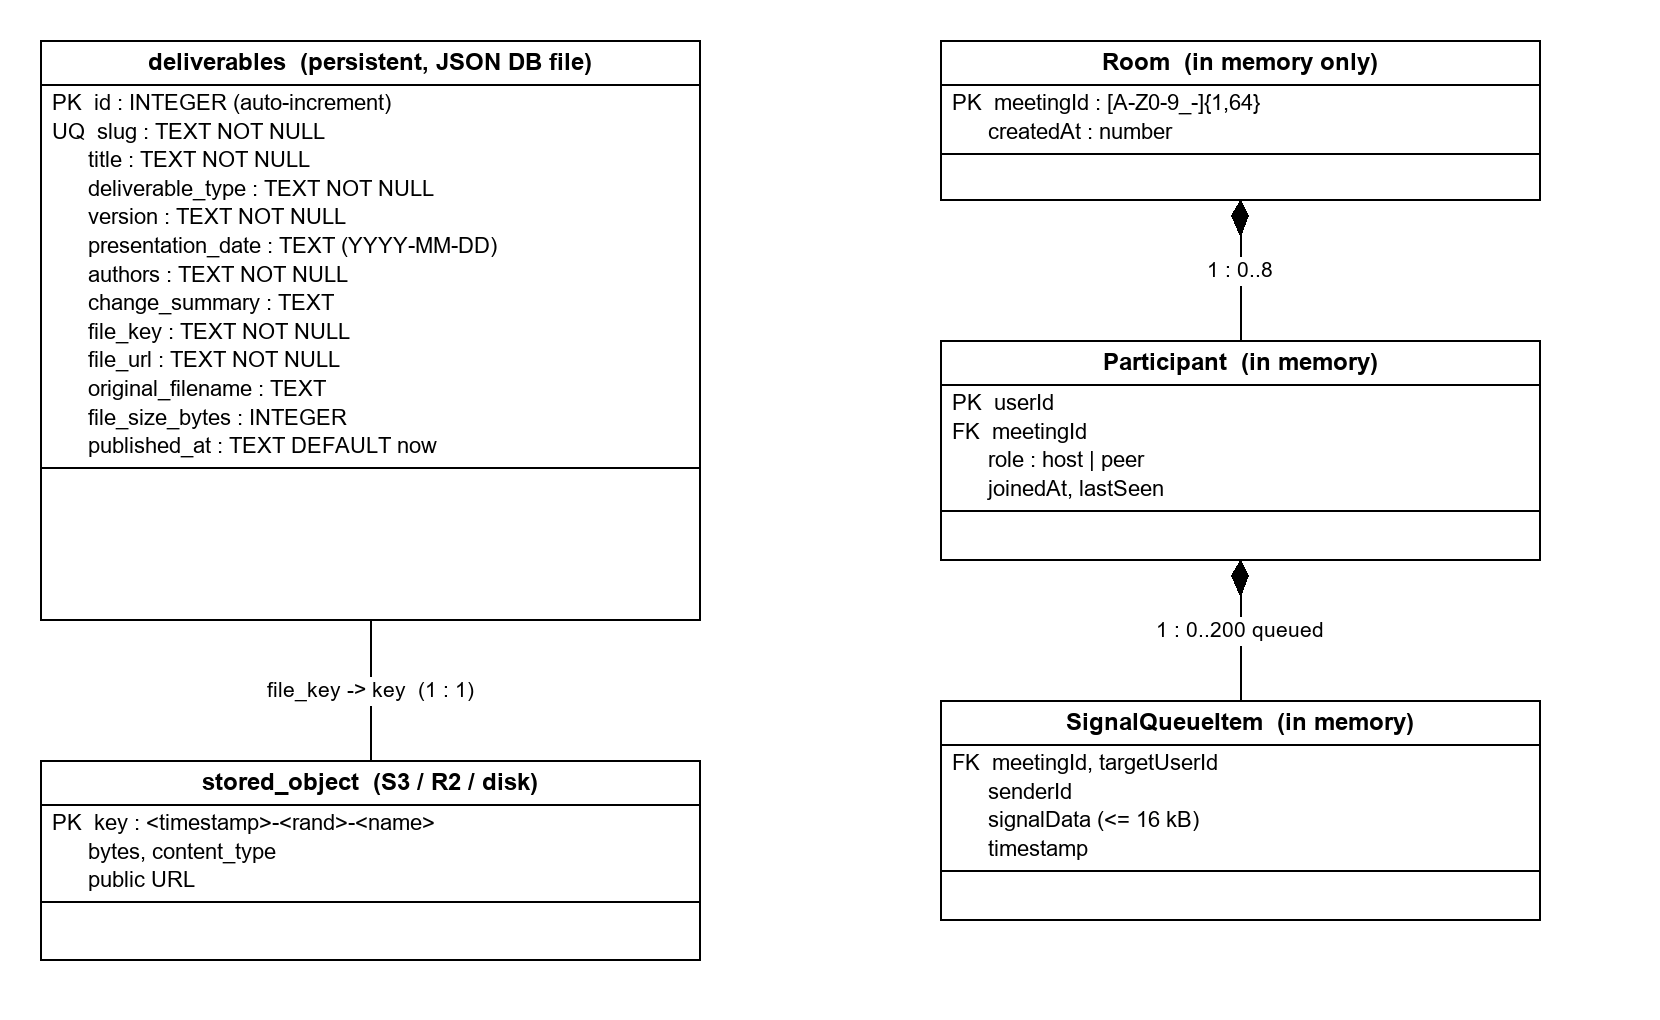 deliverables  (persistent, JSON DB file)
PK  id : INTEGER (auto-increment)
UQ  slug : TEXT NOT NULL
title : TEXT NOT NULL
deliverable_type : TEXT NOT NULL
version : TEXT NOT NULL
presentation_date : TEXT (YYYY-MM-DD)
authors : TEXT NOT NULL
change_summary : TEXT
file_key : TEXT NOT NULL
file_url : TEXT NOT NULL
original_filename : TEXT
file_size_bytes : INTEGER
published_at : TEXT DEFAULT now
file_key -> key  (1 : 1)
stored_object  (S3 / R2 / disk)
PK  key : <timestamp>-<rand>-<name>
bytes, content_type
public URL
Room  (in memory only)
PK  meetingId : [A-Z0-9_-]{1,64}
createdAt : number
1 : 0..8
Participant  (in memory)
PK  userId
FK  meetingId
role : host | peer
joinedAt, lastSeen
1 : 0..200 queued
SignalQueueItem  (in memory)
FK  meetingId, targetUserId
senderId
signalData (<= 16 kB)
timestamp